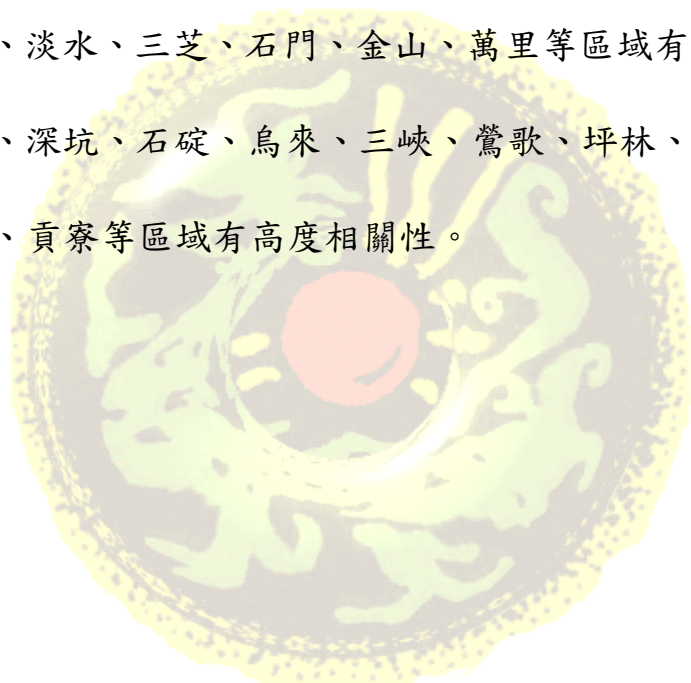 、淡水、三芝、石門、金山、萬里等區域有
、深坑、石碇、烏來、三峽、鶯歌、坪林、
、貢寮等區域有高度相關性。